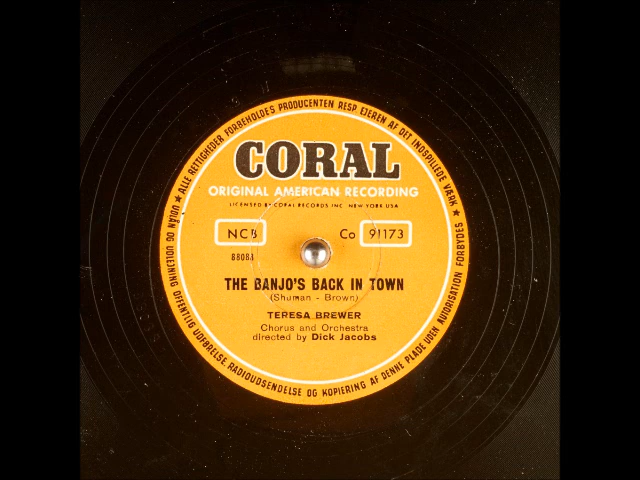 ★ ALLE RETTIGHEDER FORBEHOLDES PRODUCENTEN RESP EJEREN AF DET INDSPILLEDE VÆRK ★
CORAL
ORIGINAL AMERICAN RECORDING
LICENSED BY CORAL RECORDS INC. NEW YORK USA
NCB Co 91173
88088
THE BANJO'S BACK IN TOWN
(Shuman - Brown)
TERESA BREWER
Chorus and Orchestra
directed by Dick Jacobs
UDLÅN OG UDLEJNING OFFENTLIG UDFØRELSE, RADIOUDSENDELSE OG KOPIERING AF DENNE PLADE UDEN AUTORISATION FORBYDES